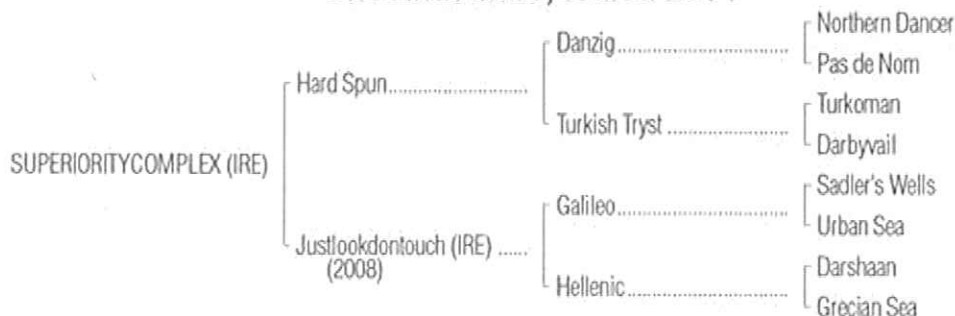 Northern Dancer
Danzig
Pas de Nom
Hard Spun
Turkoman
Turkish Tryst
Darbyvail
SUPERIORITYCOMPLEX (IRE)
Sadler's Wells
Galileo
Urban Sea
Justlookdontouch (IRE)
(2008)
Darshaan
Hellenic
Grecian Sea